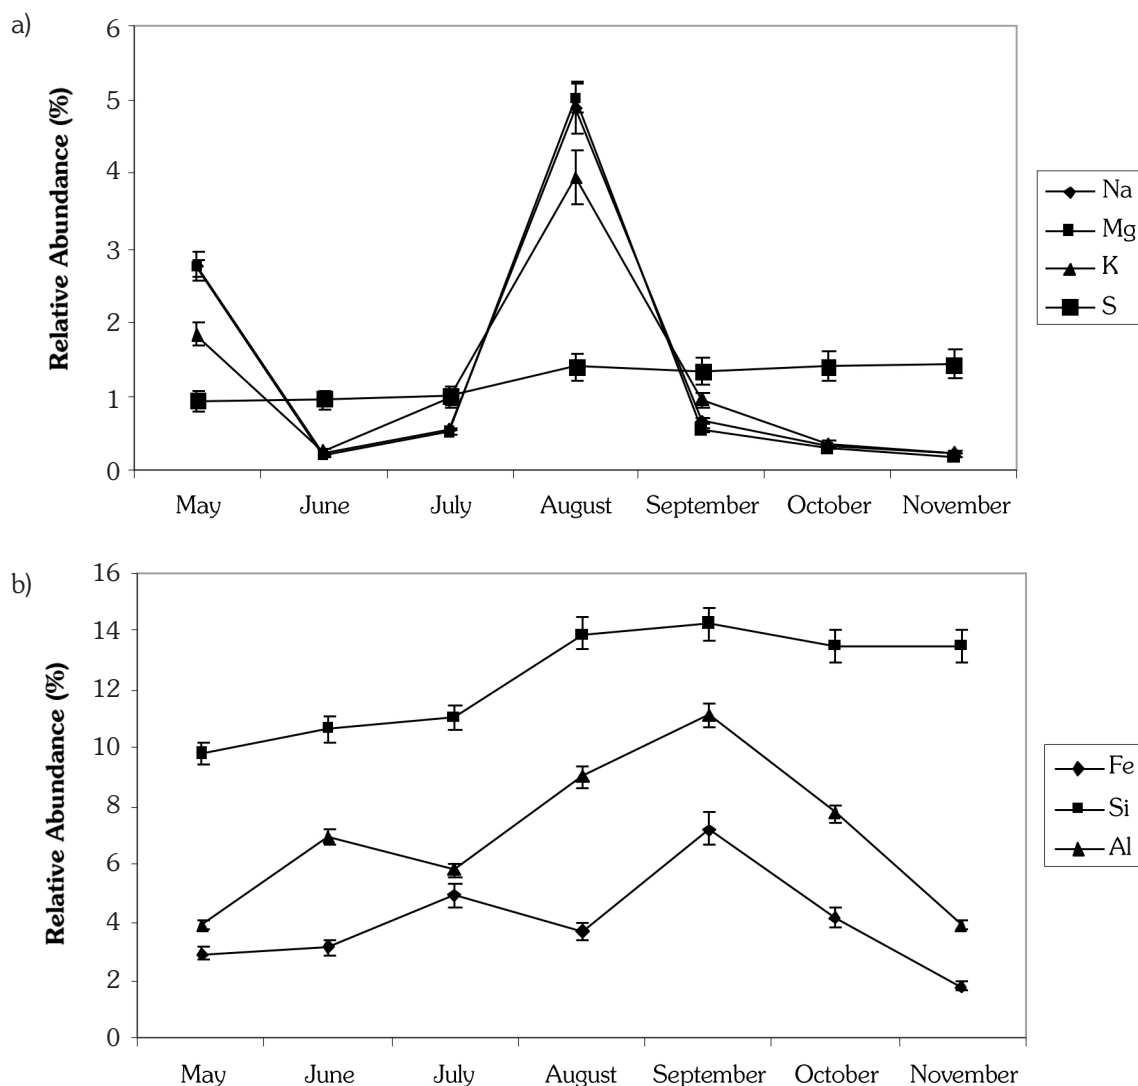 a)
Relative Abundance (%)
6
5
4
3
2
1
0
May June July August September October November
Na
Mg
K
S
b)
Relative Abundance (%)
16
14
12
10
8
6
4
2
0
May June July August September October November
Fe
Si
Al